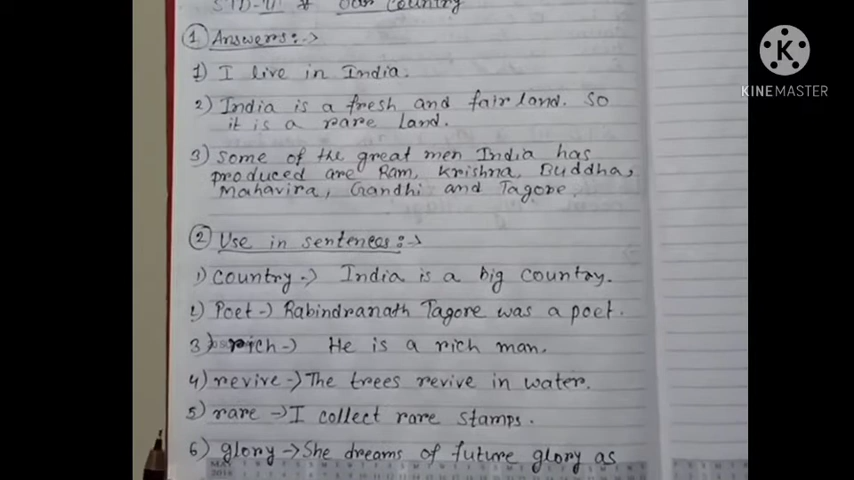 STD-VI * Our Country
① Answers:->
1) I live in India.
2) India is a fresh and fair land. So
it is a rare land.
3) Some of the great men India has
produced are Ram, Krishna, Buddha,
Mahavira, Gandhi and Tagore.
② Use in sentences:->
1) Country -> India is a big country.
2) Poet -> Rabindranath Tagore was a poet.
3) rich -> He is a rich man.
4) revive -> The trees revive in water.
5) rare -> I collect rare stamps.
6) glory -> She dreams of future glory as
K
KINEMASTER